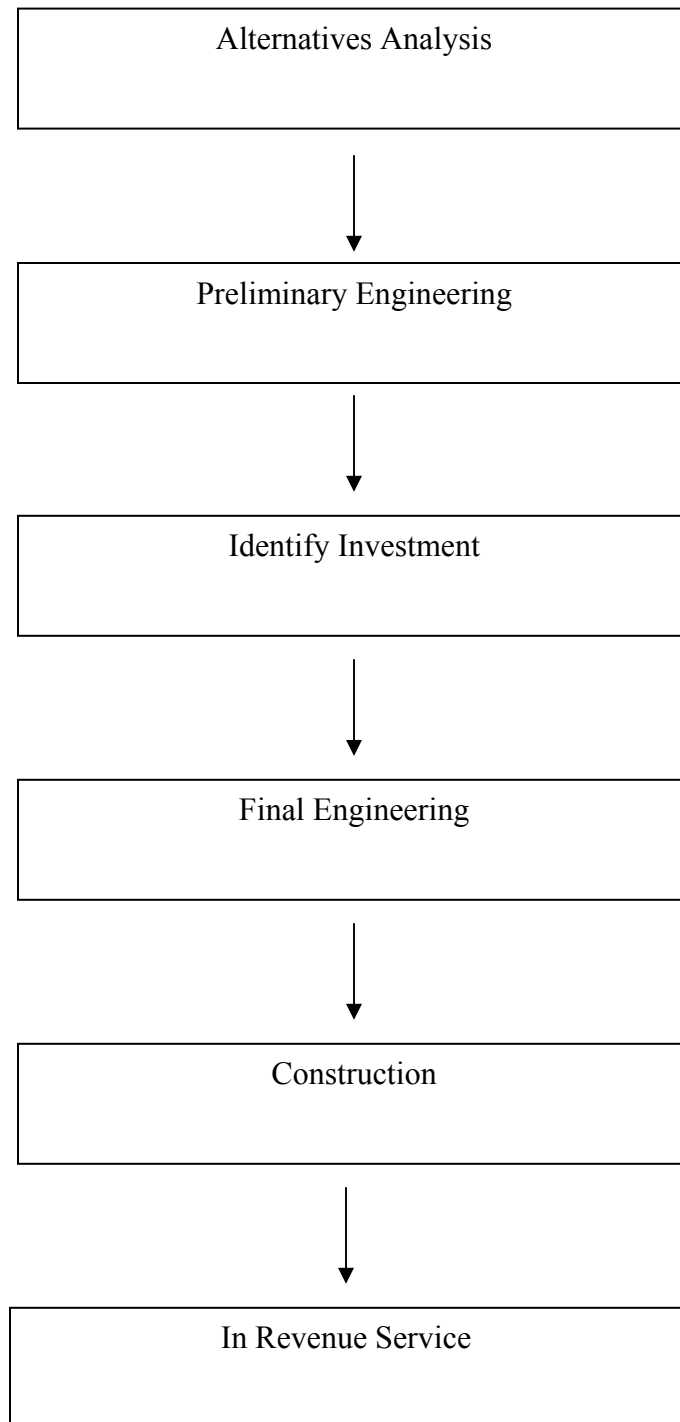 Alternatives Analysis
Preliminary Engineering
Identify Investment
Final Engineering
Construction
In Revenue Service